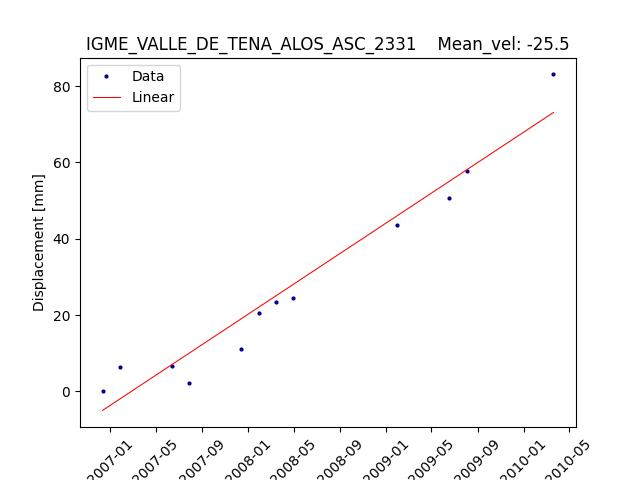 IGME_VALLE_DE_TENA_ALOS_ASC_2331 Mean_vel: -25.5
Data
Linear
Displacement [mm]
80
60
40
20
0
2007-01 2007-05 2007-09 2008-01 2008-05 2008-09 2009-01 2009-05 2009-09 2010-01 2010-05